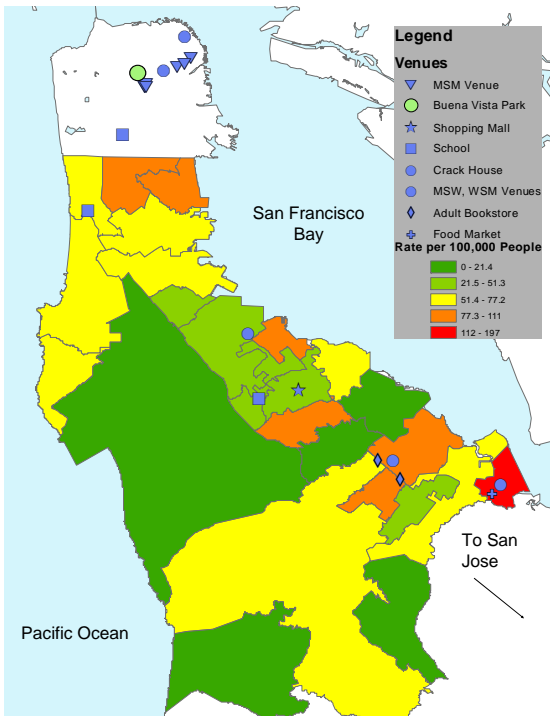 Legend
Venues
MSM Venue
Buena Vista Park
Shopping Mall
School
Crack House
MSW, WSM Venues
Adult Bookstore
Food Market
Rate per 100,000 People
0 - 21.4
21.5 - 51.3
51.4 - 77.2
77.3 - 111
112 - 197
San Francisco
Bay
To San
Jose
Pacific Ocean